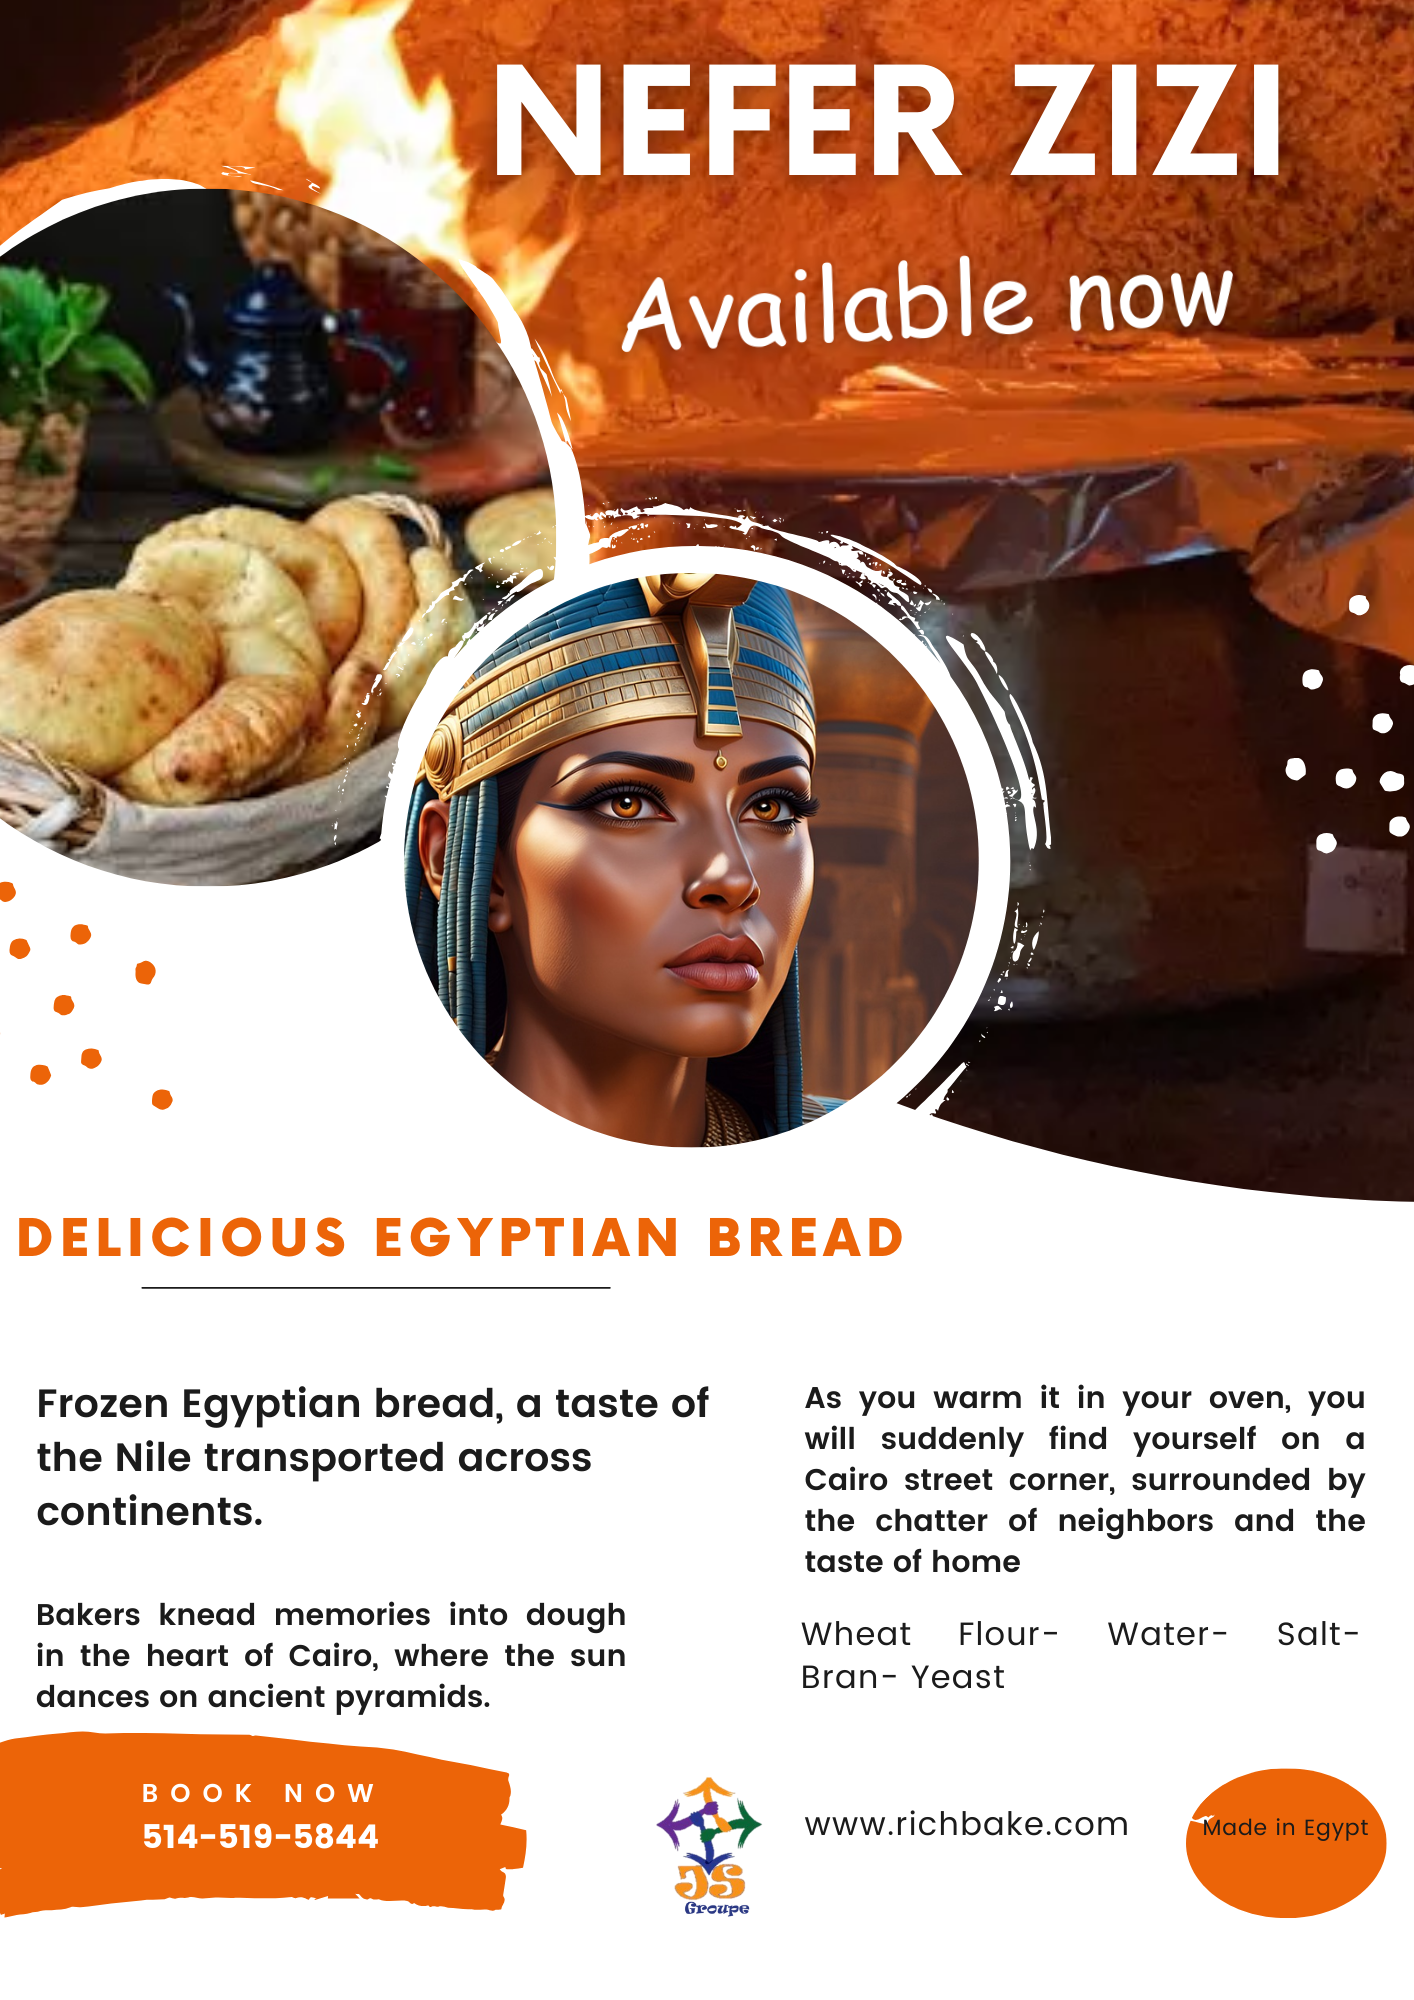 NEFER ZIZI
Available now
DELICIOUS EGYPTIAN BREAD
Frozen Egyptian bread, a taste of
the Nile transported across
continents.
Bakers knead memories into dough
in the heart of Cairo, where the sun
dances on ancient pyramids.
As you warm it in your oven, you
will suddenly find yourself on a
Cairo street corner, surrounded by
the chatter of neighbors and the
taste of home
Wheat Flour- Water- Salt-
Bran- Yeast
BOOK NOW
514-519-5844
JS
Groupe
www.richbake.com
Made in Egypt